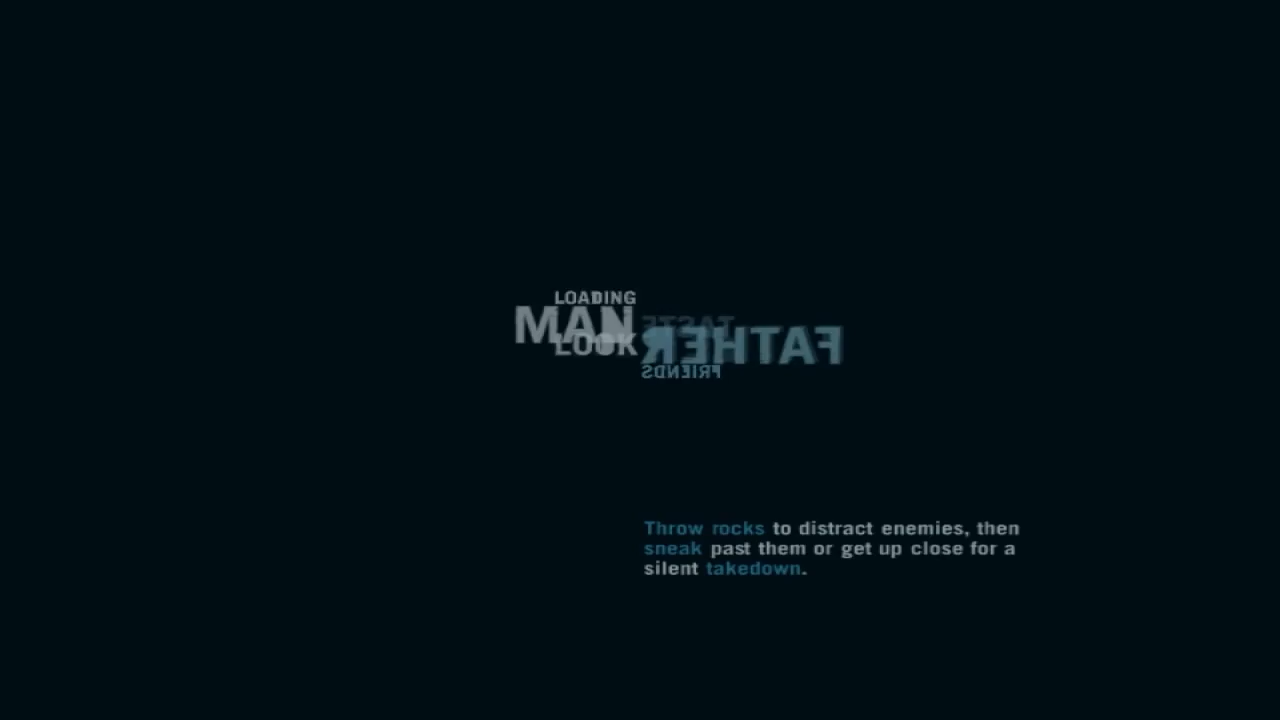 LOADING
MAN
LOOK
TASTE
FATHER
FRIENDS
Throw rocks to distract enemies, then
sneak past them or get up close for a
silent takedown.